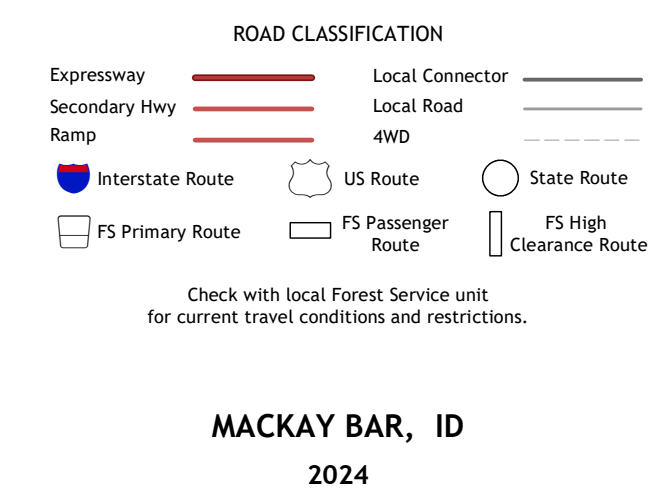 ROAD CLASSIFICATION
Expressway
Local Connector
Secondary Hwy
Local Road
Ramp
4WD
Interstate Route
US Route
State Route
FS Primary Route
FS Passenger
Route
FS High
Clearance Route
Check with local Forest Service unit
for current travel conditions and restrictions.
MACKAY BAR, ID
2024